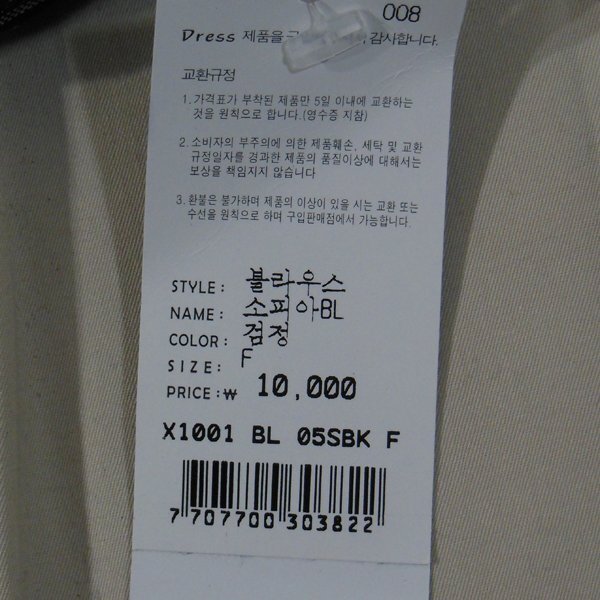 008
Dress 제품을 감사합니다.
교환규정
1. 가격표가 부착된 제품만 5일 이내에 교환하는
것을 원칙으로 합니다.(영수증 지참)
2. 소비자의 부주의에 의한 제품훼손, 세탁 및 교환
규정일자를 경과한 제품의 품질이상에 대해서는
보상을 책임지지 않습니다
3. 환불은 불가하며 제품의 이상이 있을 시는 교환 또는
수선을 원칙으로 하며 구입판매점에서 가능합니다.
STYLE: 블라우스
NAME: 소피아BL
COLOR: 검정
SIZE: F
PRICE:₩ 10,000
X1001 BL 05SBK F
7 707700 303822